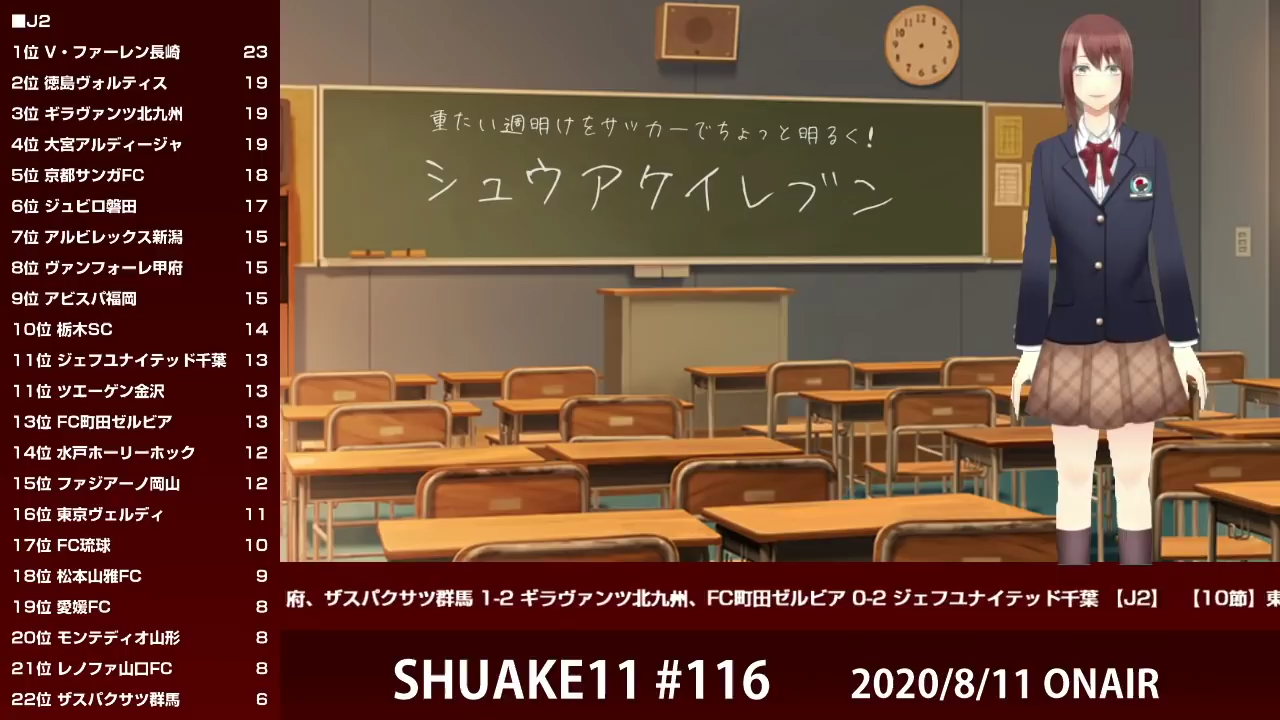 ■J2
1位 V・ファーレン長崎 23
2位 徳島ヴォルティス 19
3位 ギラヴァンツ北九州 19
4位 大宮アルディージャ 19
5位 京都サンガFC 18
6位 ジュビロ磐田 17
7位 アルビレックス新潟 15
8位 ヴァンフォーレ甲府 15
9位 アビスパ福岡 15
10位 栃木SC 14
11位 ジェフユナイテッド千葉 13
11位 ツエーゲン金沢 13
13位 FC町田ゼルビア 13
14位 水戸ホーリーホック 12
15位 ファジアーノ岡山 12
16位 東京ヴェルディ 11
17位 FC琉球 10
18位 松本山雅FC 9
19位 愛媛FC 8
20位 モンテディオ山形 8
21位 レノファ山口FC 8
22位 ザスパクサツ群馬 6
重たい週明けをサッカーでちょっと明るく!
シュウアケイレブン
府、ザスパクサツ群馬 1-2 ギラヴァンツ北九州、FC町田ゼルビア 0-2 ジェフユナイテッド千葉 【J2】 【10節】東
SHUAKE11 #116 2020/8/11 ONAIR